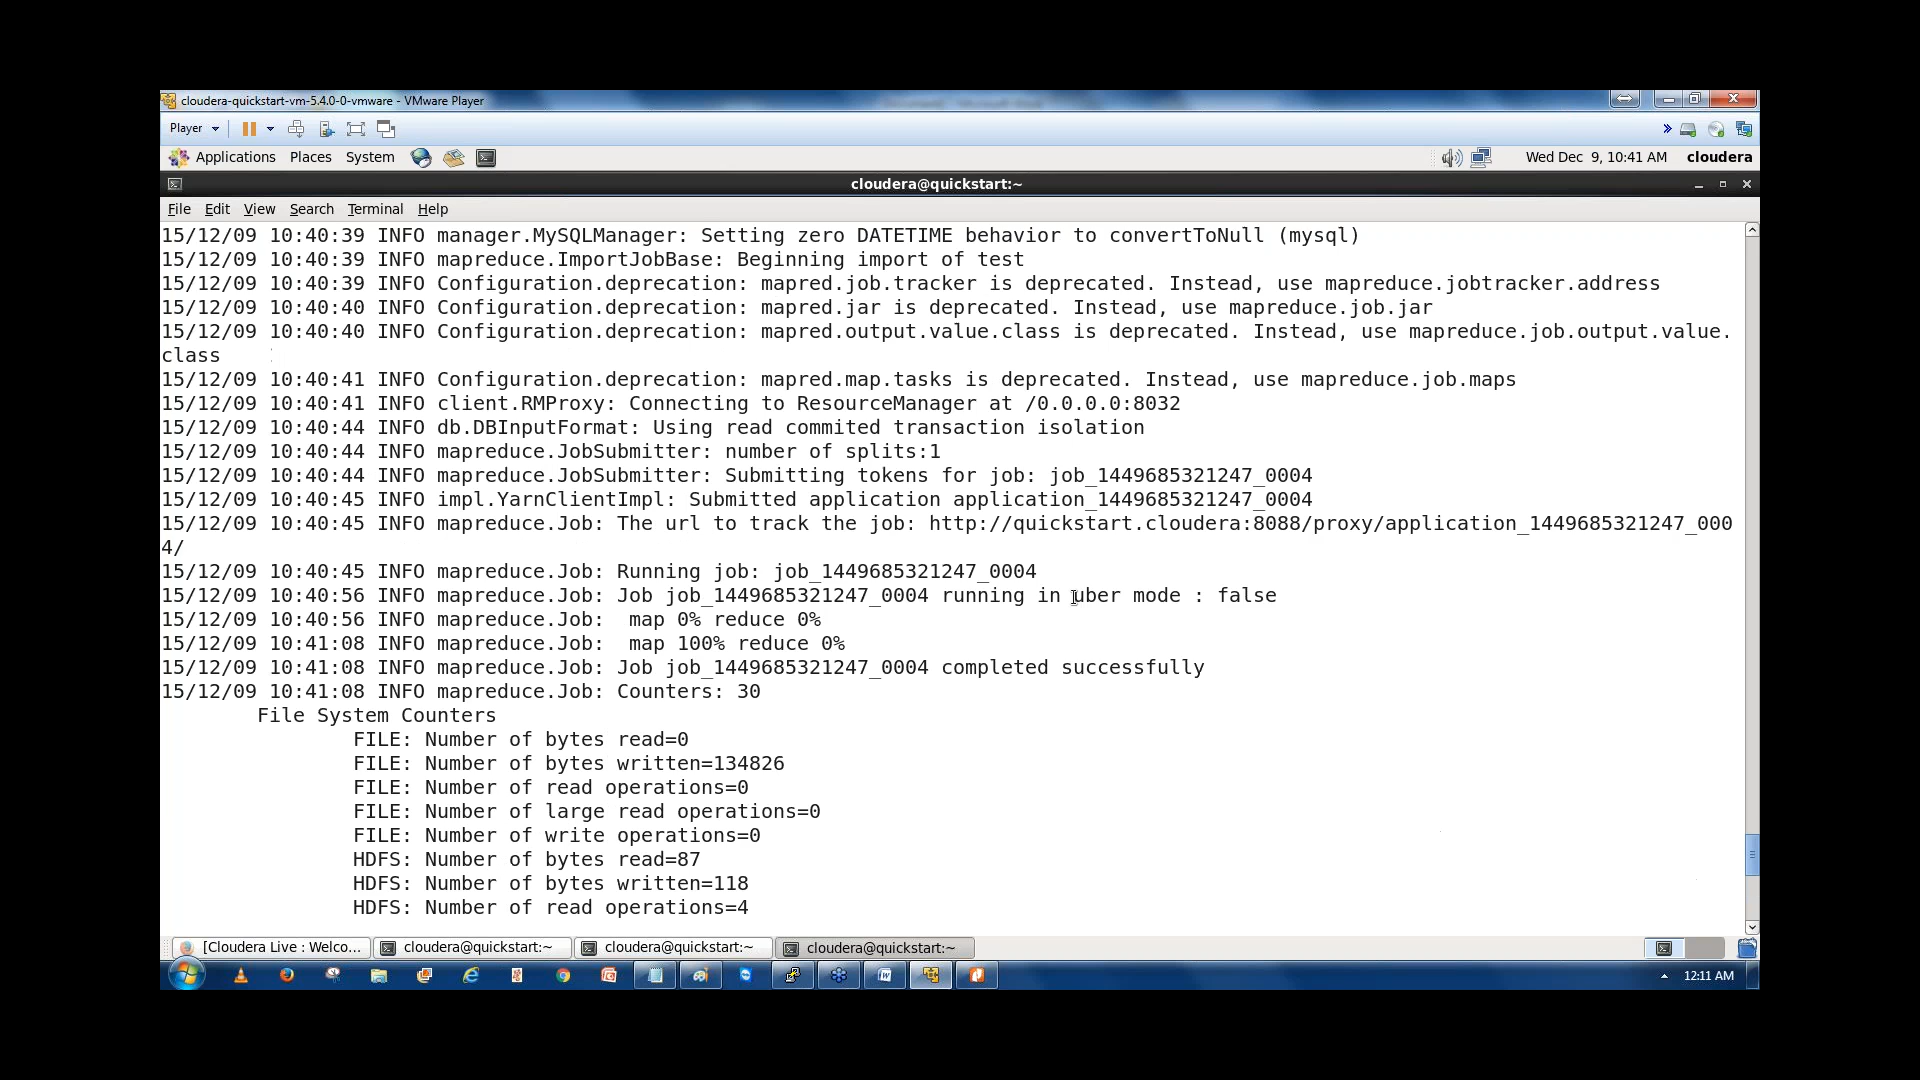 cloudera-quickstart-vm-5.4.0-0-vmware - VMware Player
Player
Applications Places System Wed Dec 9, 10:41 AM cloudera
cloudera@quickstart:~
File Edit View Search Terminal Help
15/12/09 10:40:39 INFO manager.MySQLManager: Setting zero DATETIME behavior to convertToNull (mysql)
15/12/09 10:40:39 INFO mapreduce.ImportJobBase: Beginning import of test
15/12/09 10:40:39 INFO Configuration.deprecation: mapred.job.tracker is deprecated. Instead, use mapreduce.jobtracker.address
15/12/09 10:40:40 INFO Configuration.deprecation: mapred.jar is deprecated. Instead, use mapreduce.job.jar
15/12/09 10:40:40 INFO Configuration.deprecation: mapred.output.value.class is deprecated. Instead, use mapreduce.job.output.value.
class
15/12/09 10:40:41 INFO Configuration.deprecation: mapred.map.tasks is deprecated. Instead, use mapreduce.job.maps
15/12/09 10:40:41 INFO client.RMProxy: Connecting to ResourceManager at /0.0.0.0:8032
15/12/09 10:40:44 INFO db.DBInputFormat: Using read commited transaction isolation
15/12/09 10:40:44 INFO mapreduce.JobSubmitter: number of splits:1
15/12/09 10:40:44 INFO mapreduce.JobSubmitter: Submitting tokens for job: job_1449685321247_0004
15/12/09 10:40:45 INFO impl.YarnClientImpl: Submitted application application_1449685321247_0004
15/12/09 10:40:45 INFO mapreduce.Job: The url to track the job: http://quickstart.cloudera:8088/proxy/application_1449685321247_000
4/
15/12/09 10:40:45 INFO mapreduce.Job: Running job: job_1449685321247_0004
15/12/09 10:40:56 INFO mapreduce.Job: Job job_1449685321247_0004 running in uber mode : false
15/12/09 10:40:56 INFO mapreduce.Job:  map 0% reduce 0%
15/12/09 10:41:08 INFO mapreduce.Job:  map 100% reduce 0%
15/12/09 10:41:08 INFO mapreduce.Job: Job job_1449685321247_0004 completed successfully
15/12/09 10:41:08 INFO mapreduce.Job: Counters: 30
File System Counters
FILE: Number of bytes read=0
FILE: Number of bytes written=134826
FILE: Number of read operations=0
FILE: Number of large read operations=0
FILE: Number of write operations=0
HDFS: Number of bytes read=87
HDFS: Number of bytes written=118
HDFS: Number of read operations=4
[Cloudera Live : Welco... cloudera@quickstart:~ cloudera@quickstart:~ cloudera@quickstart:~
12:11 AM